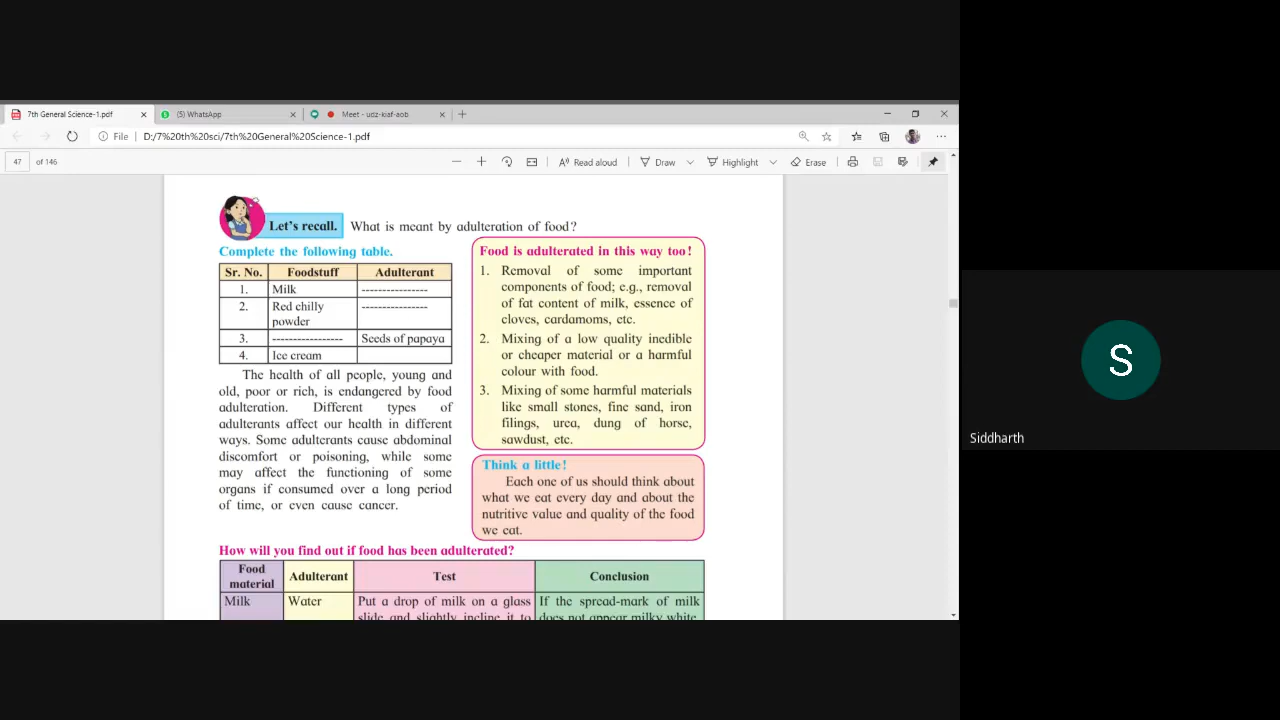 7th General Science-1.pdf
(5) WhatsApp
Meet - udz-kiaf-aob
File
D:/7%20th%20sci/7th%20General%20Science-1.pdf
47 of 146
Read aloud
Draw
Highlight
Erase
Let's recall. What is meant by adulteration of food?
Complete the following table.
Sr. No. Foodstuff Adulterant
1. Milk ----------------
2. Red chilly ----------------
powder
3. ----------------- Seeds of papaya
4. Ice cream
The health of all people, young and
old, poor or rich, is endangered by food
adulteration. Different types of
adulterants affect our health in different
ways. Some adulterants cause abdominal
discomfort or poisoning, while some
may affect the functioning of some
organs if consumed over a long period
of time, or even cause cancer.
Food is adulterated in this way too!
1. Removal of some important
components of food; e.g., removal
of fat content of milk, essence of
cloves, cardamoms, etc.
2. Mixing of a low quality inedible
or cheaper material or a harmful
colour with food.
3. Mixing of some harmful materials
like small stones, fine sand, iron
filings, urea, dung of horse,
sawdust, etc.
Think a little!
Each one of us should think about
what we eat every day and about the
nutritive value and quality of the food
we eat.
How will you find out if food has been adulterated?
Food
material
Adulterant
Test
Conclusion
Milk
Water
Put a drop of milk on a glass
slide and slightly incline it to
If the spread-mark of milk
does not appear milky white,
S
Siddharth